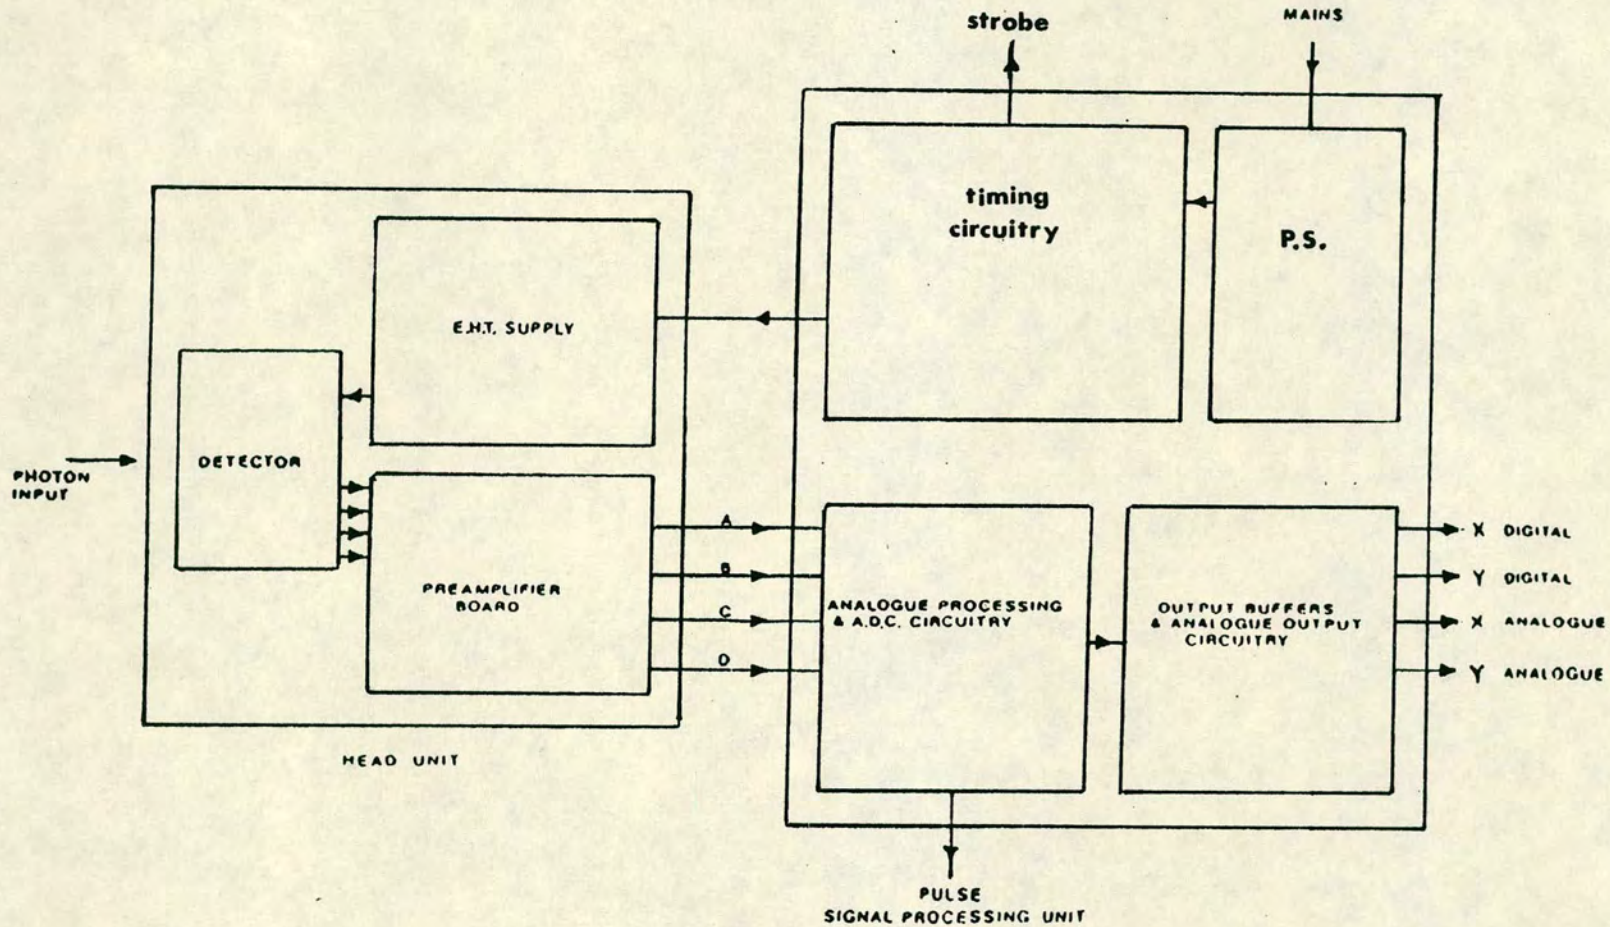 strobe
MAINS
timing
circuitry
P.S.
E.H.T. SUPPLY
DETECTOR
PHOTON
INPUT
PREAMPLIFIER
BOARD
A
B
C
D
ANALOGUE PROCESSING
& A.D.C. CIRCUITRY
OUTPUT BUFFERS
& ANALOGUE OUTPUT
CIRCUITRY
X DIGITAL
Y DIGITAL
X ANALOGUE
Y ANALOGUE
HEAD UNIT
PULSE
SIGNAL PROCESSING UNIT